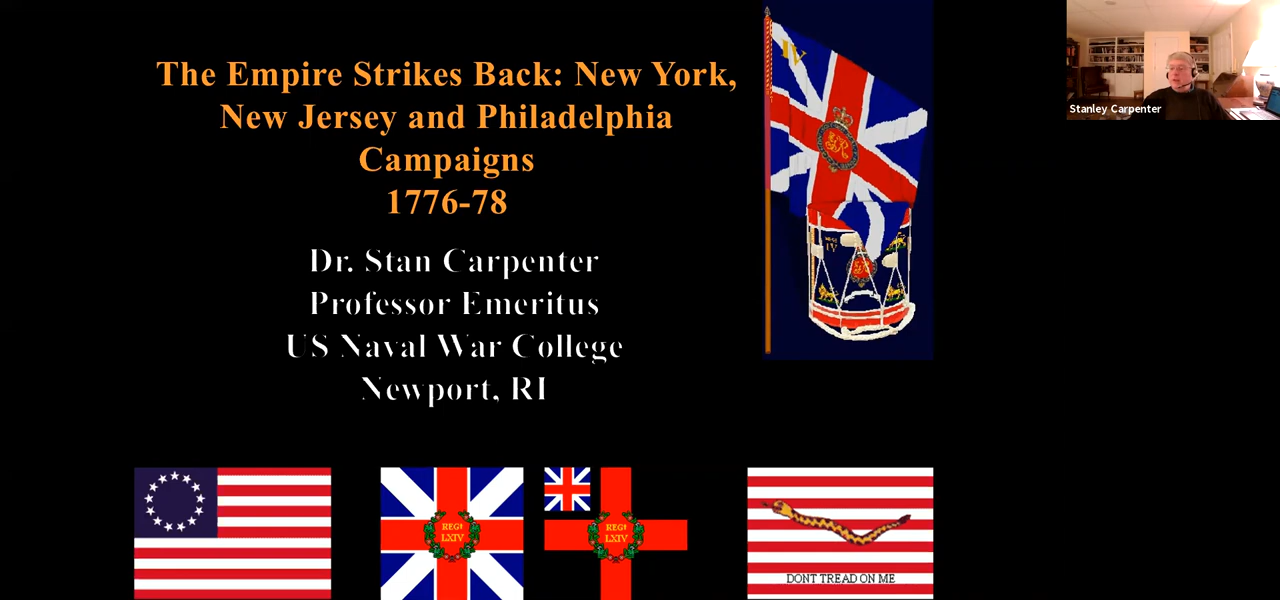 The Empire Strikes Back: New York,
New Jersey and Philadelphia
Campaigns
1776-78
Dr. Stan Carpenter
Professor Emeritus
US Naval War College
Newport, RI
Stanley Carpenter
IV
IV
REGt
LXIV
REGt
LXIV
DONT TREAD ON ME